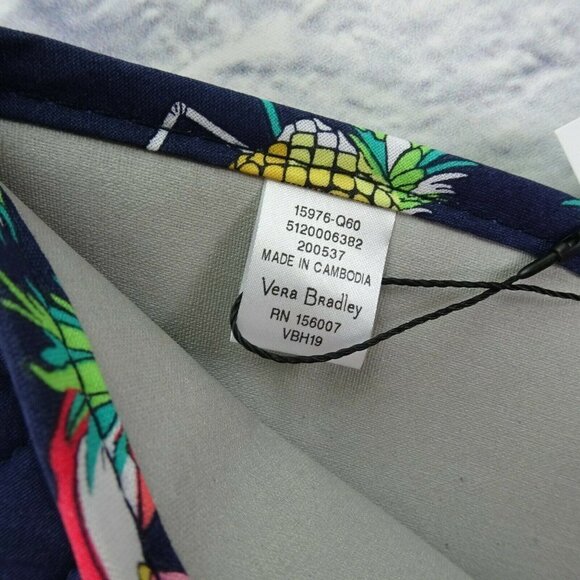 15976-Q60
5120006382
200537
MADE IN CAMBODIA
Vera Bradley
RN 156007
VBH19